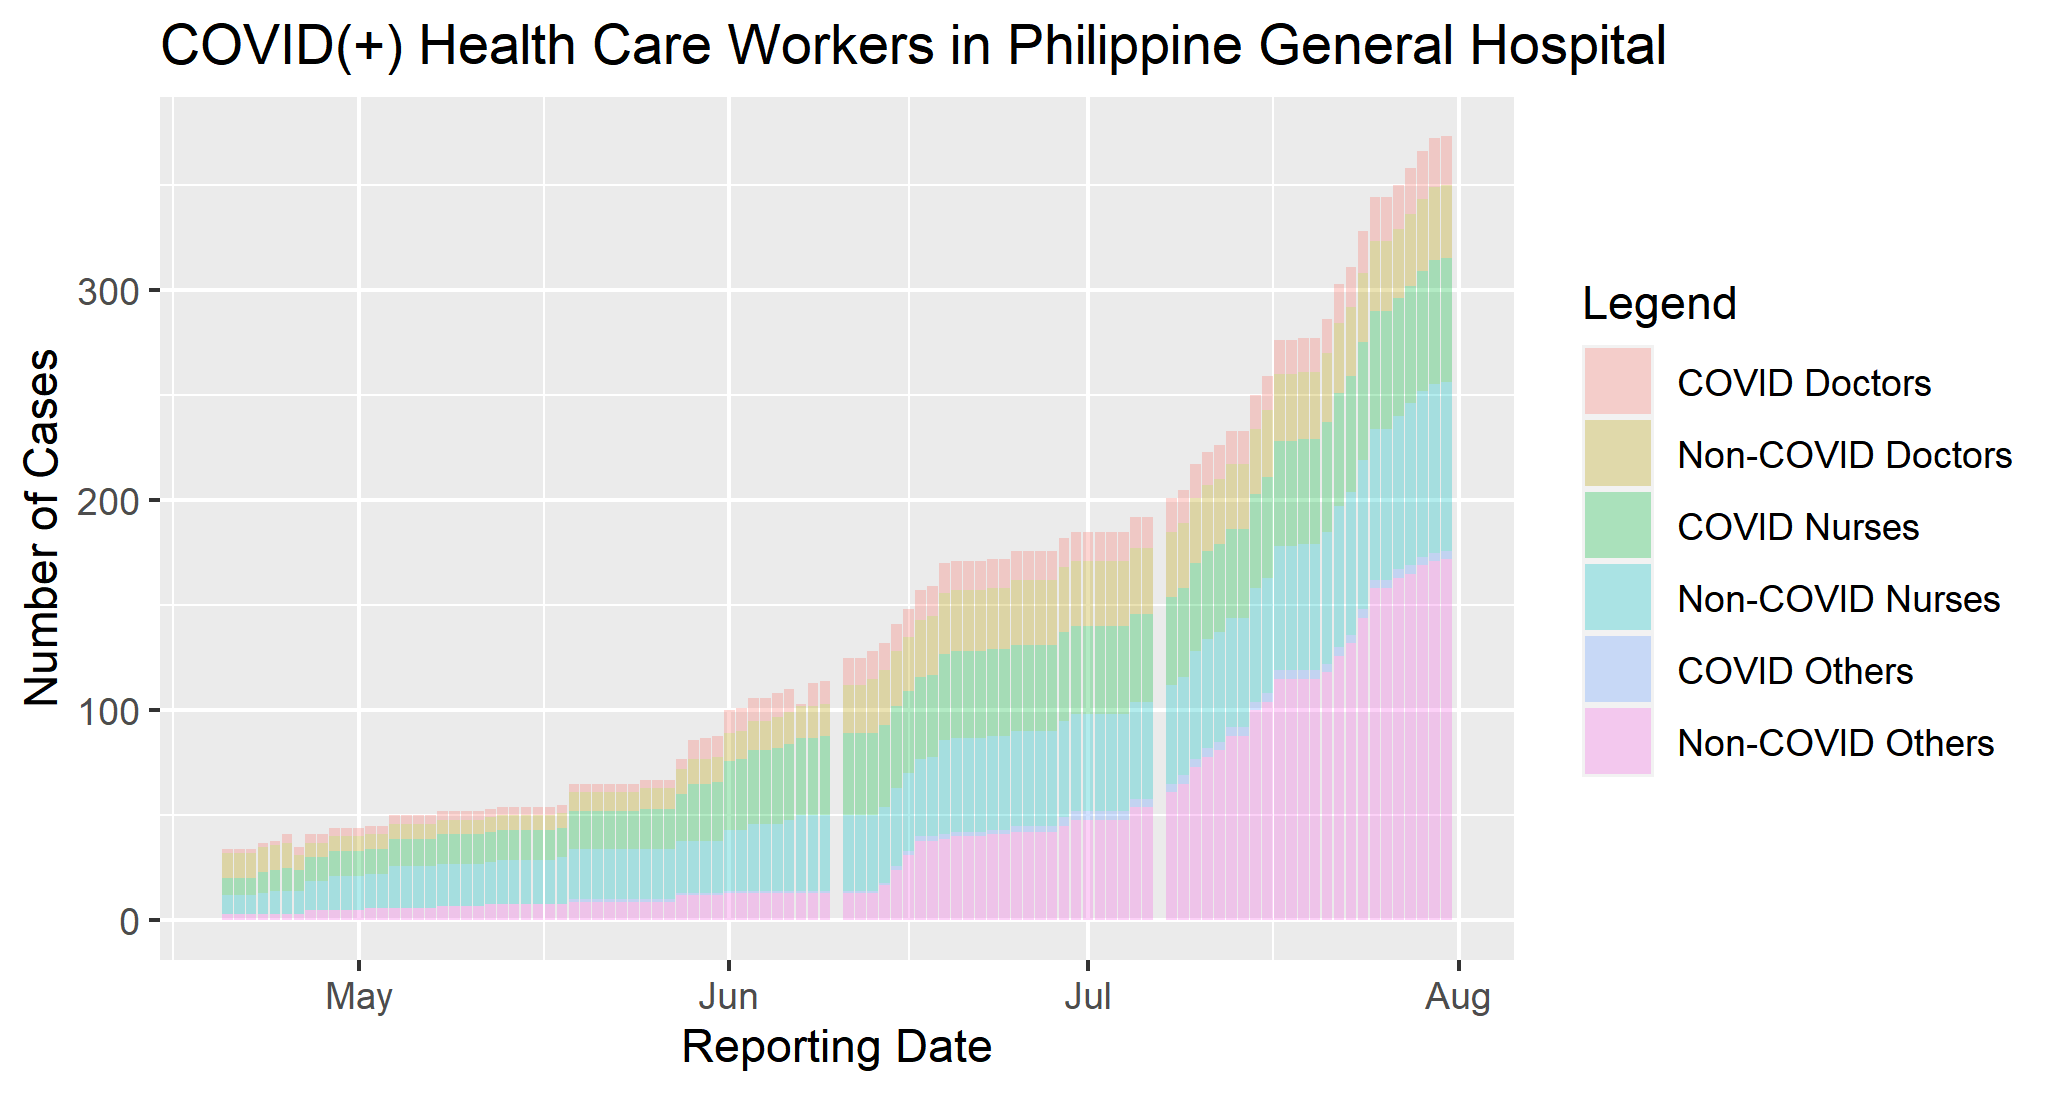 COVID(+) Health Care Workers in Philippine General Hospital
Number of Cases
300
200
100
0
May Jun Jul Aug
Reporting Date
Legend
COVID Doctors
Non-COVID Doctors
COVID Nurses
Non-COVID Nurses
COVID Others
Non-COVID Others